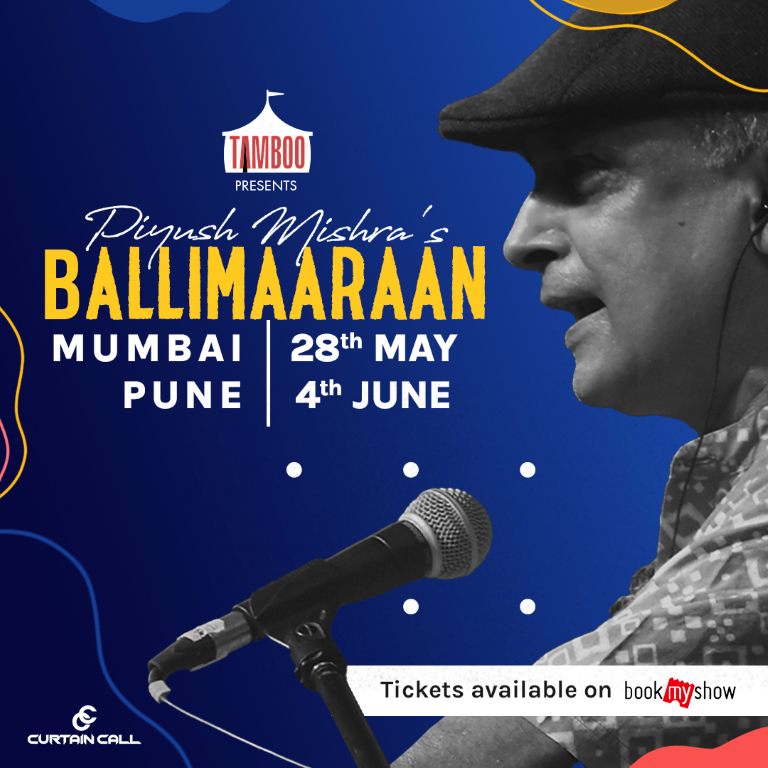 TAMBOO
PRESENTS
Piyush Mishra's
BALLIMAARAAN
MUMBAI 28th MAY
PUNE 4th JUNE
Tickets available on bookmyshow
CURTAIN CALL